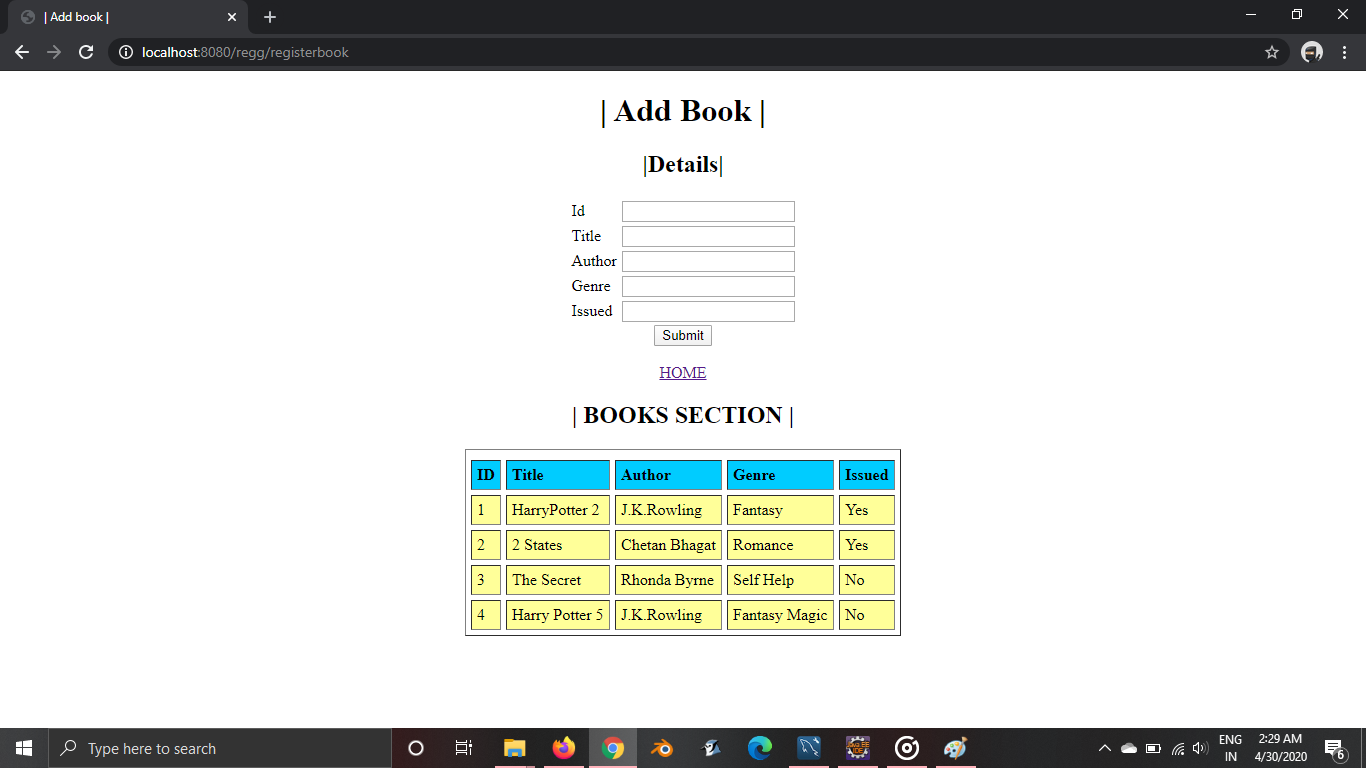 | Add book |
localhost:8080/regg/registerbook
| Add Book |
|Details|
Id
Title
Author
Genre
Issued
Submit
HOME
| BOOKS SECTION |
ID Title Author Genre Issued
1 HarryPotter 2 J.K.Rowling Fantasy Yes
2 2 States Chetan Bhagat Romance Yes
3 The Secret Rhonda Byrne Self Help No
4 Harry Potter 5 J.K.Rowling Fantasy Magic No
Type here to search
ENG
IN
2:29 AM
4/30/2020
6